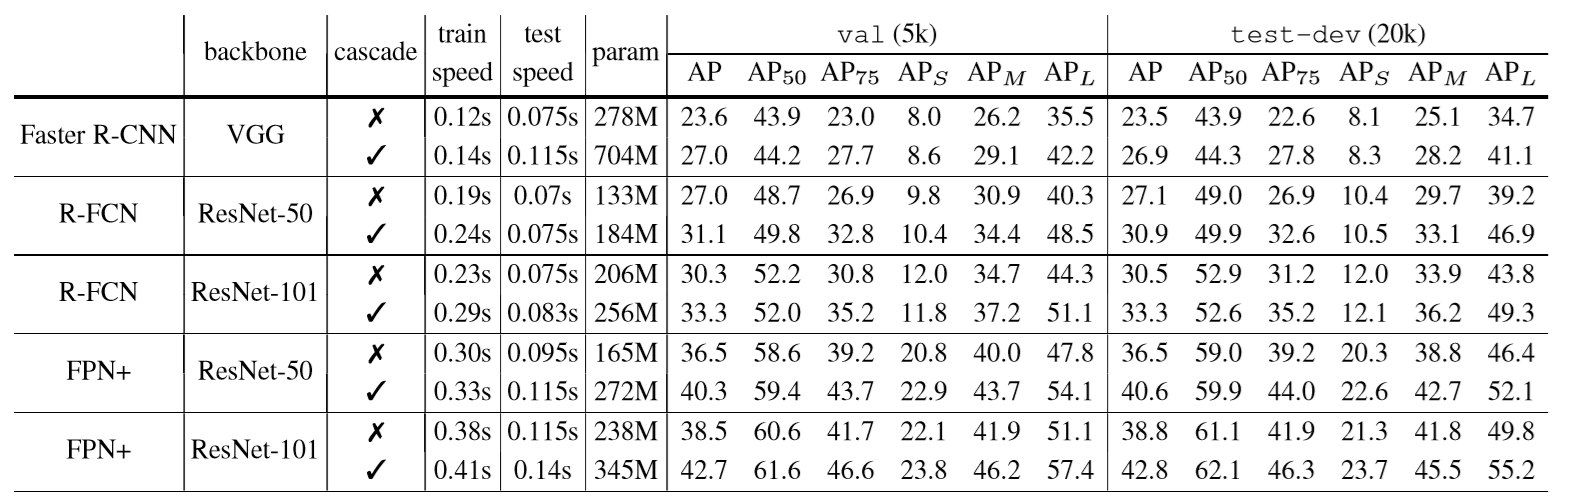 backbone cascade train speed test speed param val (5k) test-dev (20k)
AP AP50 AP75 APS APM APL AP AP50 AP75 APS APM APL
Faster R-CNN VGG ✗ 0.12s 0.075s 278M 23.6 43.9 23.0 8.0 26.2 35.5 23.5 43.9 22.6 8.1 25.1 34.7
✓ 0.14s 0.115s 704M 27.0 44.2 27.7 8.6 29.1 42.2 26.9 44.3 27.8 8.3 28.2 41.1
R-FCN ResNet-50 ✗ 0.19s 0.07s 133M 27.0 48.7 26.9 9.8 30.9 40.3 27.1 49.0 26.9 10.4 29.7 39.2
✓ 0.24s 0.075s 184M 31.1 49.8 32.8 10.4 34.4 48.5 30.9 49.9 32.6 10.5 33.1 46.9
R-FCN ResNet-101 ✗ 0.23s 0.075s 206M 30.3 52.2 30.8 12.0 34.7 44.3 30.5 52.9 31.2 12.0 33.9 43.8
✓ 0.29s 0.083s 256M 33.3 52.0 35.2 11.8 37.2 51.1 33.3 52.6 35.2 12.1 36.2 49.3
FPN+ ResNet-50 ✗ 0.30s 0.095s 165M 36.5 58.6 39.2 20.8 40.0 47.8 36.5 59.0 39.2 20.3 38.8 46.4
✓ 0.33s 0.115s 272M 40.3 59.4 43.7 22.9 43.7 54.1 40.6 59.9 44.0 22.6 42.7 52.1
FPN+ ResNet-101 ✗ 0.38s 0.115s 238M 38.5 60.6 41.7 22.1 41.9 51.1 38.8 61.1 41.9 21.3 41.8 49.8
✓ 0.41s 0.14s 345M 42.7 61.6 46.6 23.8 46.2 57.4 42.8 62.1 46.3 23.7 45.5 55.2